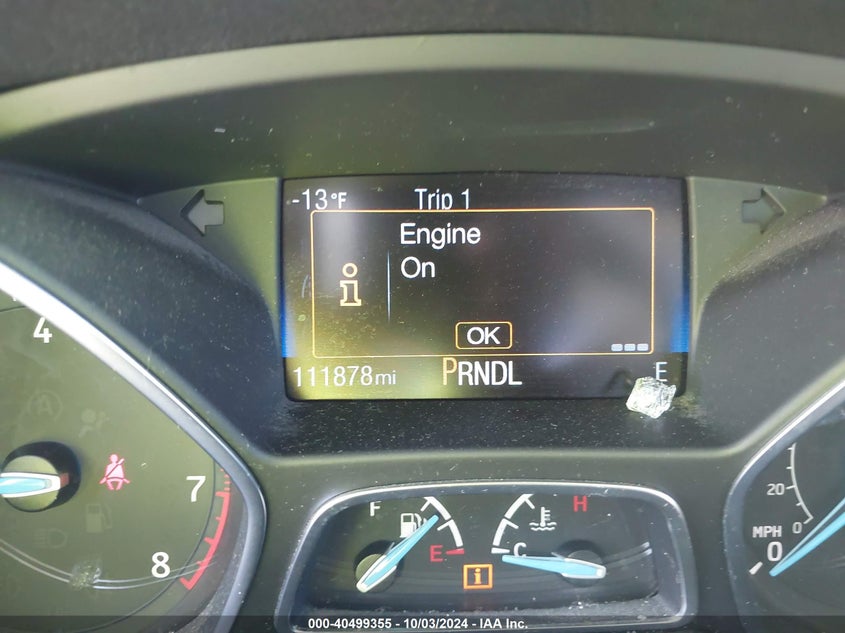 -13°F Trip 1
Engine
On
i
OK
111878mi PRNDL E
4
7
8
F
E
H
C
i
20
0
MPH
0
000-40499355 - 10/03/2024 - IAA Inc.